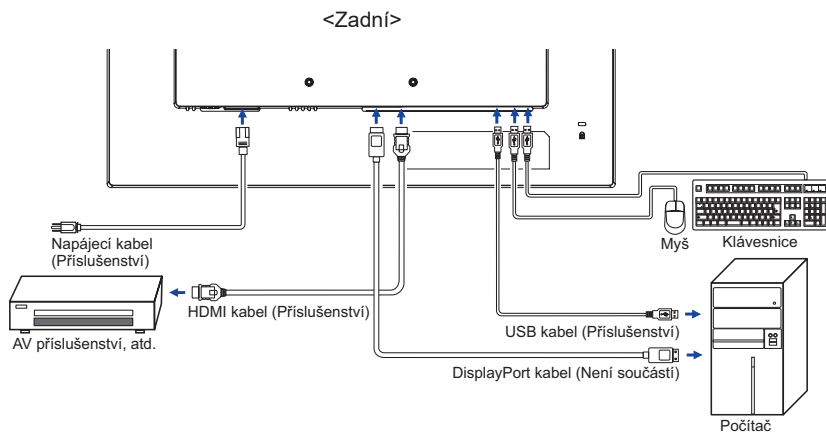 <Zadní>
Napájecí kabel
(Příslušenství)
Myš
Klávesnice
HDMI kabel (Příslušenství)
AV příslušenství, atd.
USB kabel (Příslušenství)
DisplayPort kabel (Není součástí)
Počítač